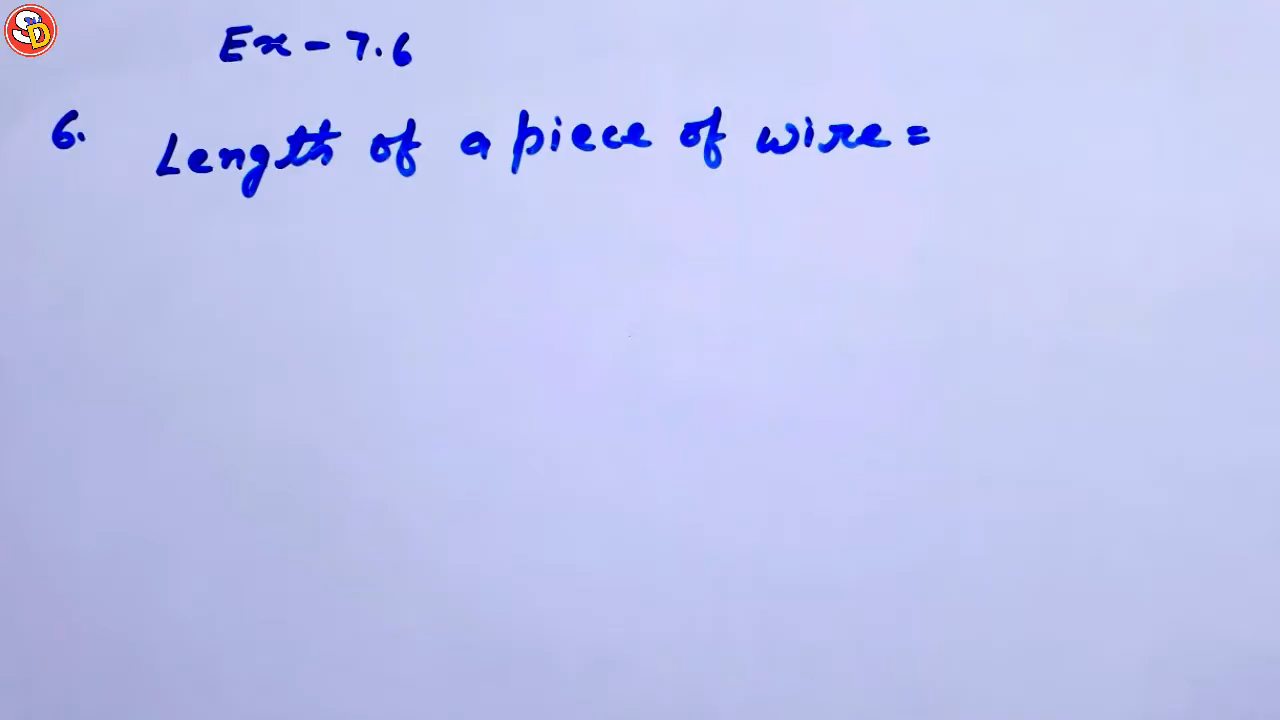 Ex - 7.6
6. Length of a piece of wire =